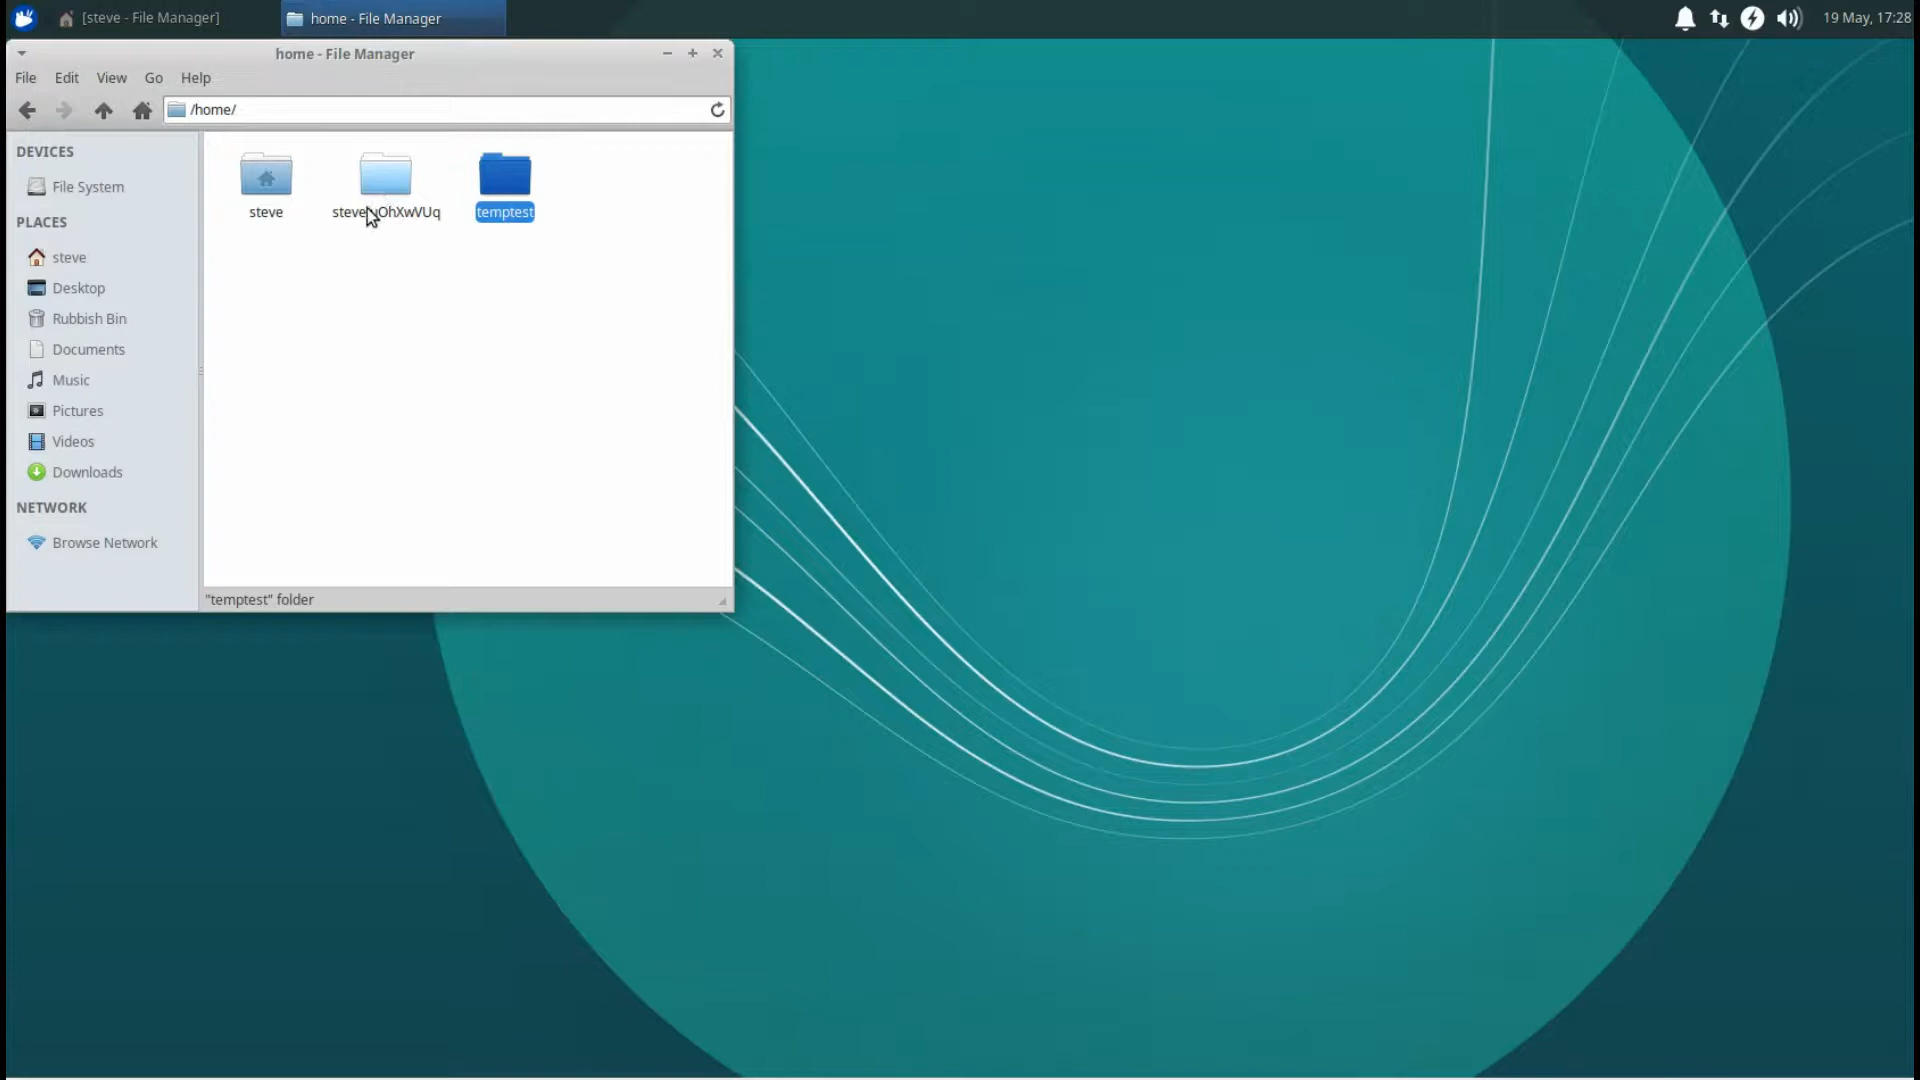 [steve - File Manager]
home - File Manager
19 May, 17:28
home - File Manager
File Edit View Go Help
/home/
DEVICES
File System
PLACES
steve
Desktop
Rubbish Bin
Documents
Music
Pictures
Videos
Downloads
NETWORK
Browse Network
steve
temptest
"temptest" folder